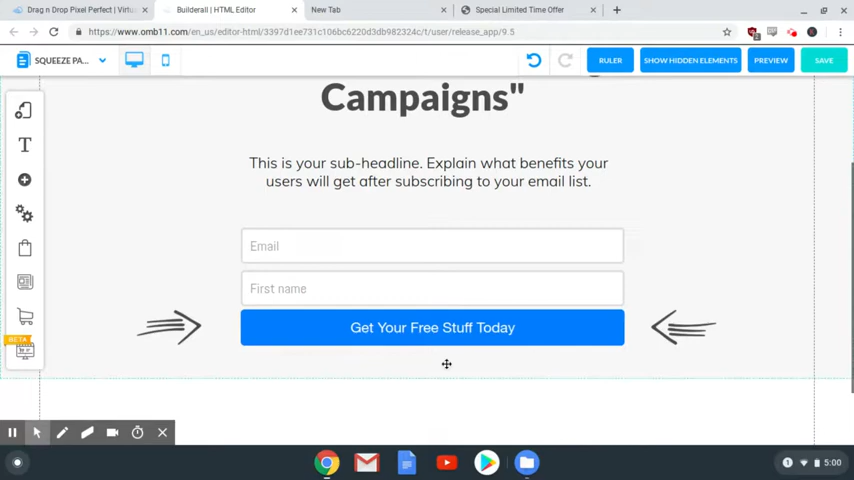 Drag n Drop Pixel Perfect | Virtu
Builderall | HTML Editor
New Tab
Special Limited Time Offer
https://www.omb11.com/en_us/editor-html/3397d1ee731c106bc6220d3db982324c/t/user/release_app/9.5
SQUEEZE PA...
RULER
SHOW HIDDEN ELEMENTS
PREVIEW
SAVE
Campaigns"
This is your sub-headline. Explain what benefits your
users will get after subscribing to your email list.
Email
First name
Get Your Free Stuff Today
BETA
1
5:00